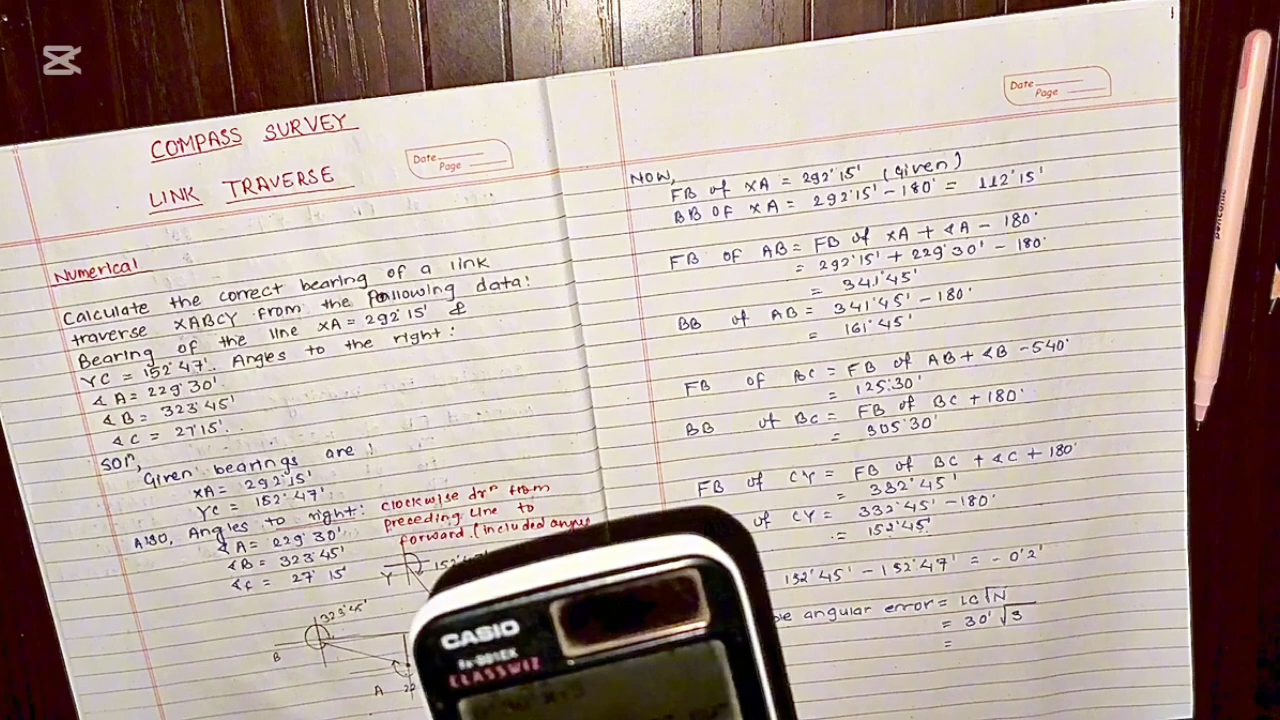 COMPASS SURVEY
LINK TRAVERSE
Date
Page
Numerical
Calculate the correct bearing of a link
traverse XABCY from the following data:
Bearing of the line XA = 292°15' &
YC = 152°47'. Angles to the right:
∡A = 229°30'
∡B = 323°45'
∡C = 27°15'.
Solⁿ,
Given bearings are:
XA = 292°15'
YC = 152°47'
Also, Angles to right: clockwise drⁿ from
preceding line to
forward. (included
∡A = 229°30'
∡B = 323°45'
∡C = 27°15'
Y
323°45'
B
A
Date
Page
NOW,
FB of XA = 292°15' (Given)
BB OF XA = 292°15' - 180° = 112°15'
FB OF AB = FB of XA + ∡A - 180°
= 292°15' + 229°30' - 180°
= 341°45'
BB of AB = 341°45' - 180°
= 161°45'
FB of BC = FB of AB + ∡B - 540°
= 125°30'
BB of BC = FB of BC + 180°
= 305°30'
FB of CY = FB of BC + ∡C + 180°
= 332°45'
of CY = 332°45' - 180°
= 152°45'
152°45' - 152°47' = -0°2'
angular error = LC√N
= 30'√3
=
CASIO
fx-991EX
CLASSWIZ